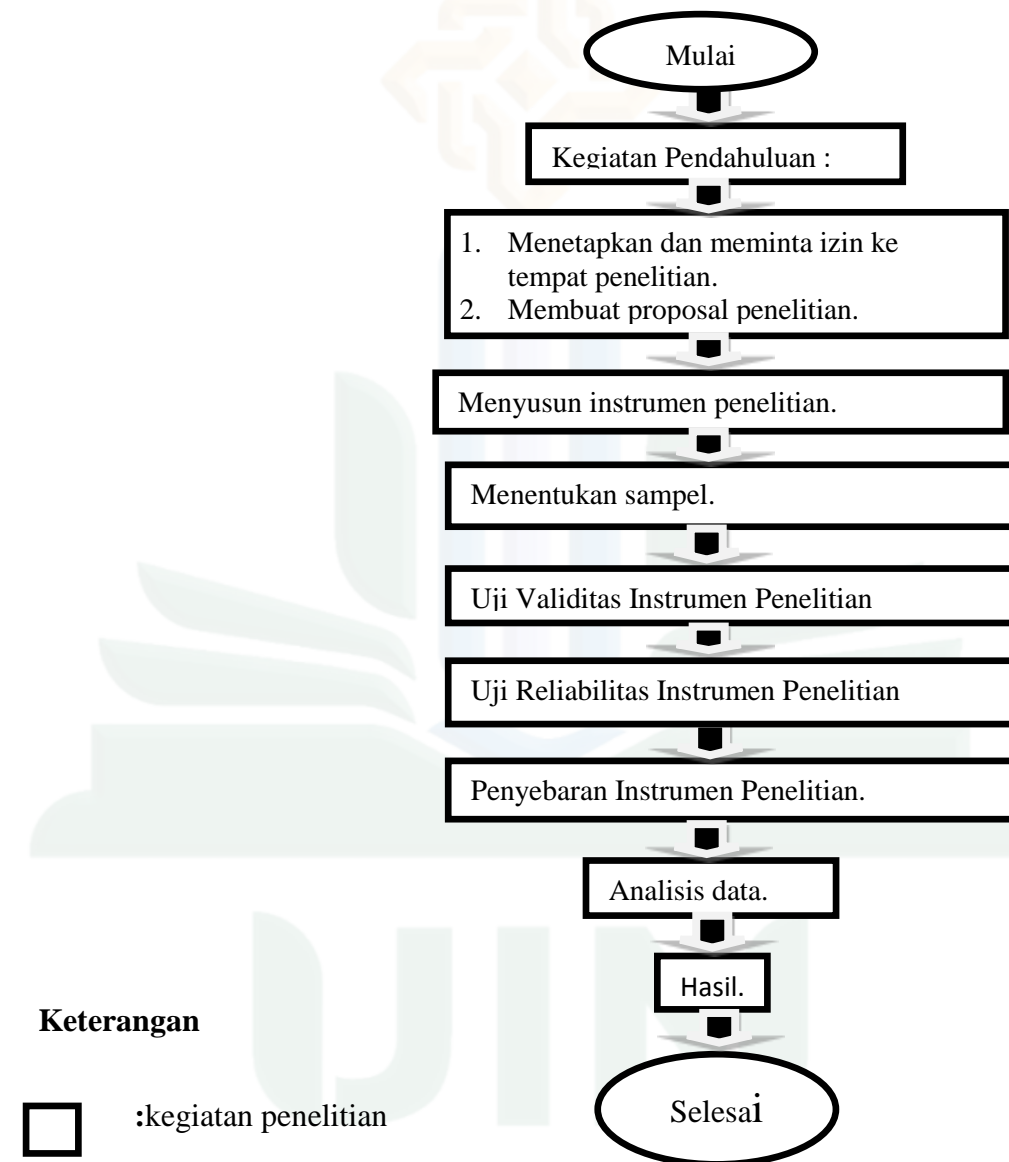 Mulai
Kegiatan Pendahuluan :
1. Menetapkan dan meminta izin ke
tempat penelitian.
2. Membuat proposal penelitian.
Menyusun instrumen penelitian.
Menentukan sampel.
Uji Validitas Instrumen Penelitian
Uji Reliabilitas Instrumen Penelitian
Penyebaran Instrumen Penelitian.
Analisis data.
Hasil.
Selesai
Keterangan
:kegiatan penelitian
UIN